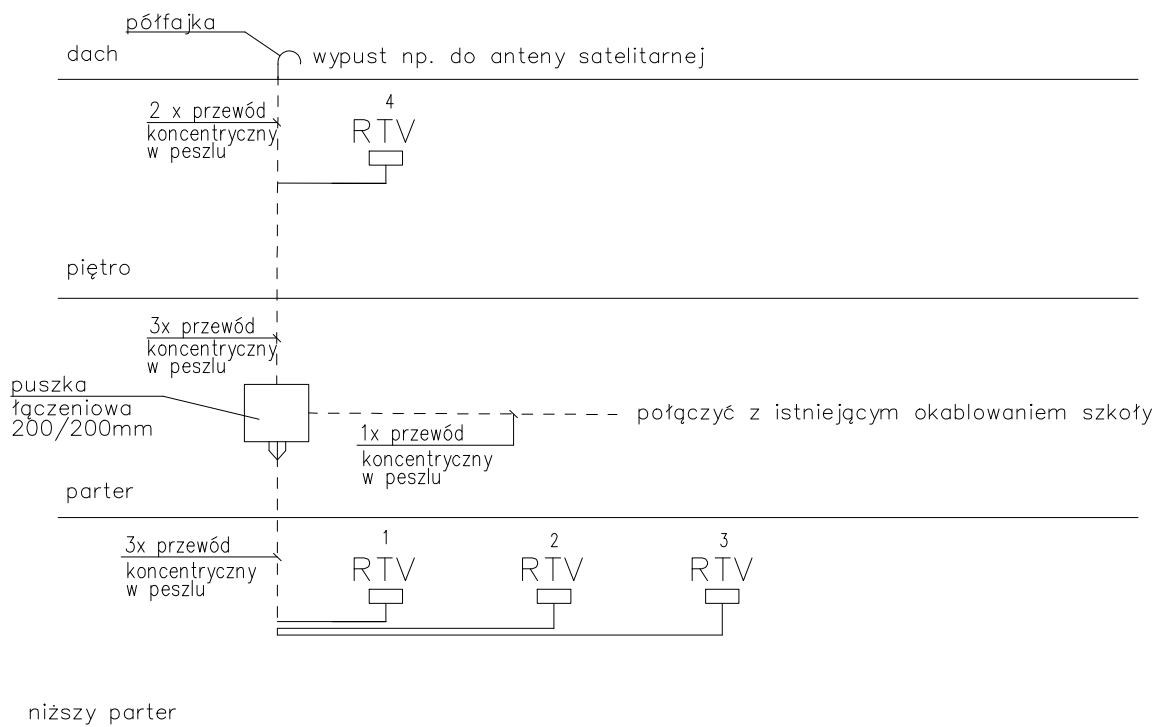 półfajka
dach
wypust np. do anteny satelitarnej
2 x przewód
koncentryczny
w peszlu
4
RTV
piętro
3x przewód
koncentryczny
w peszlu
puszka
łączeniowa
200/200mm
połączyć z istniejącym okablowaniem szkoły
1x przewód
koncentryczny
w peszlu
parter
3x przewód
koncentryczny
w peszlu
1
RTV
2
RTV
3
RTV
niższy parter